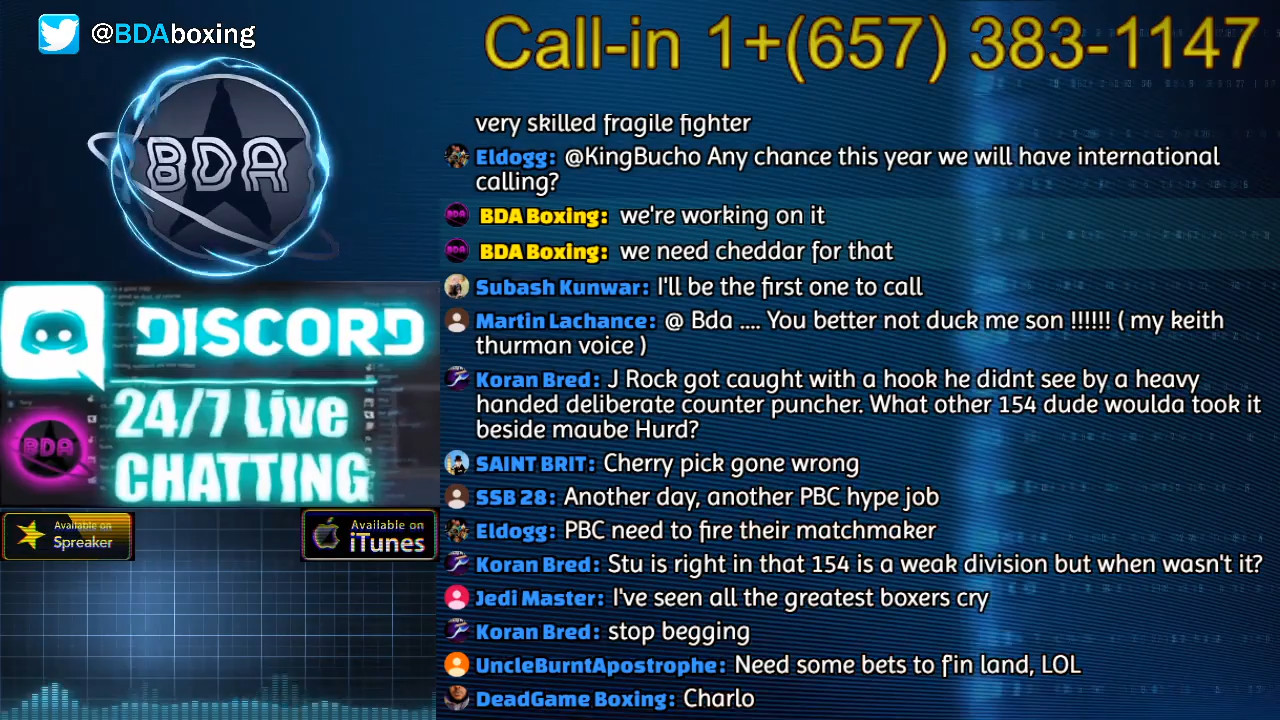 @BDAboxing
Call-in 1+(657) 383-1147
BDA
very skilled fragile fighter
Eldogg: @KingBucho Any chance this year we will have international
calling?
BDA Boxing: we're working on it
BDA Boxing: we need cheddar for that
Subash Kunwar: I'll be the first one to call
Martin Lachance: @ Bda .... You better not duck me son !!!!!! ( my keith
thurman voice )
Koran Bred: J Rock got caught with a hook he didnt see by a heavy
handed deliberate counter puncher. What other 154 dude woulda took it
beside maube Hurd?
SAINT BRIT: Cherry pick gone wrong
SSB 28: Another day, another PBC hype job
Eldogg: PBC need to fire their matchmaker
Koran Bred: Stu is right in that 154 is a weak division but when wasn't it?
Jedi Master: I've seen all the greatest boxers cry
Koran Bred: stop begging
UncleBurntApostrophe: Need some bets to f'in land, LOL
DeadGame Boxing: Charlo
DISCORD
24/7 Live
CHATTING
BDA
Available on
Spreaker
Available on
iTunes